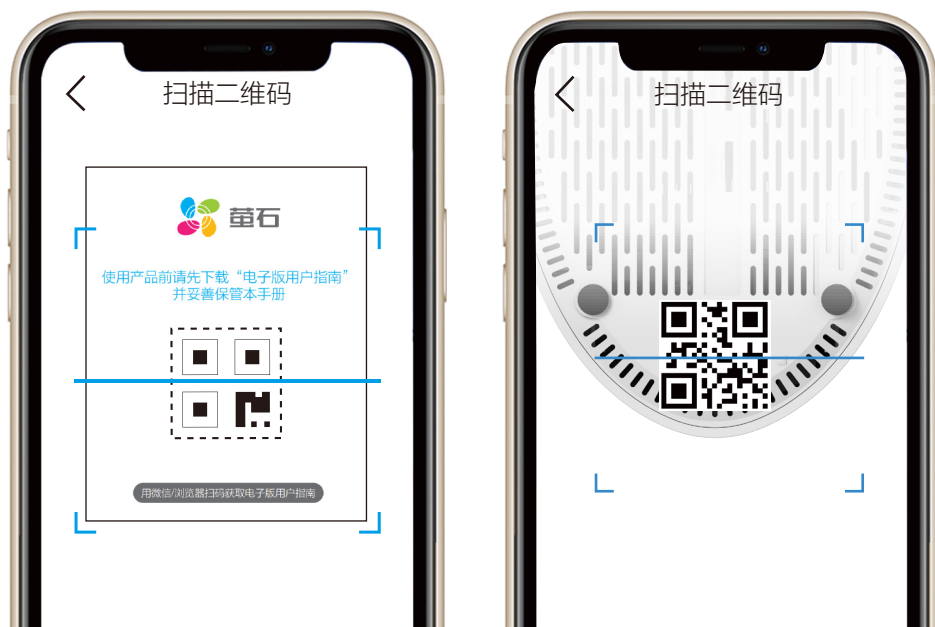 扫描二维码
萤石
使用产品前请先下载“电子版用户指南”
并妥善保管本手册
用微信/浏览器扫码获取电子版用户指南
扫描二维码